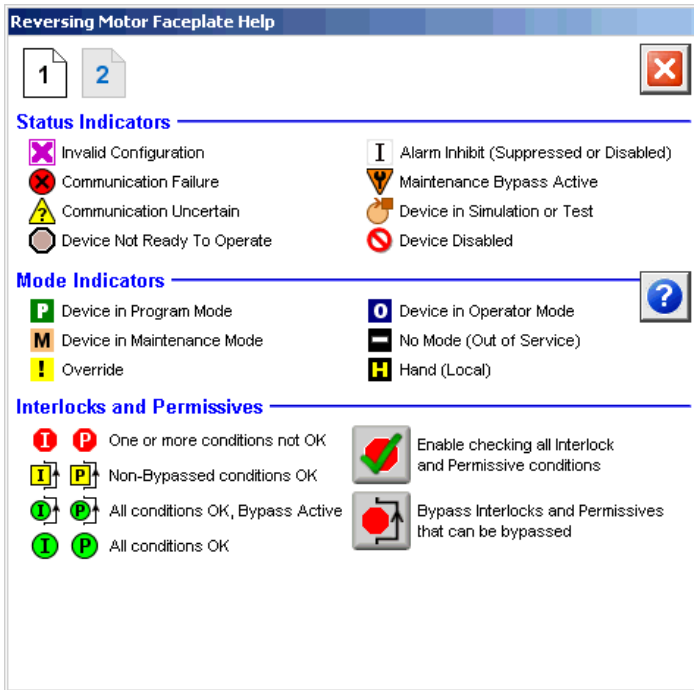 Reversing Motor Faceplate Help
1 2
Status Indicators
Invalid Configuration
I Alarm Inhibit (Suppressed or Disabled)
Communication Failure
Maintenance Bypass Active
? Communication Uncertain
Device in Simulation or Test
Device Not Ready To Operate
Device Disabled
Mode Indicators
?
P Device in Program Mode
O Device in Operator Mode
M Device in Maintenance Mode
No Mode (Out of Service)
! Override
H Hand (Local)
Interlocks and Permissives
I P One or more conditions not OK
I P Non-Bypassed conditions OK
I P All conditions OK, Bypass Active
I P All conditions OK
Enable checking all Interlock
and Permissive conditions
Bypass Interlocks and Permissives
that can be bypassed